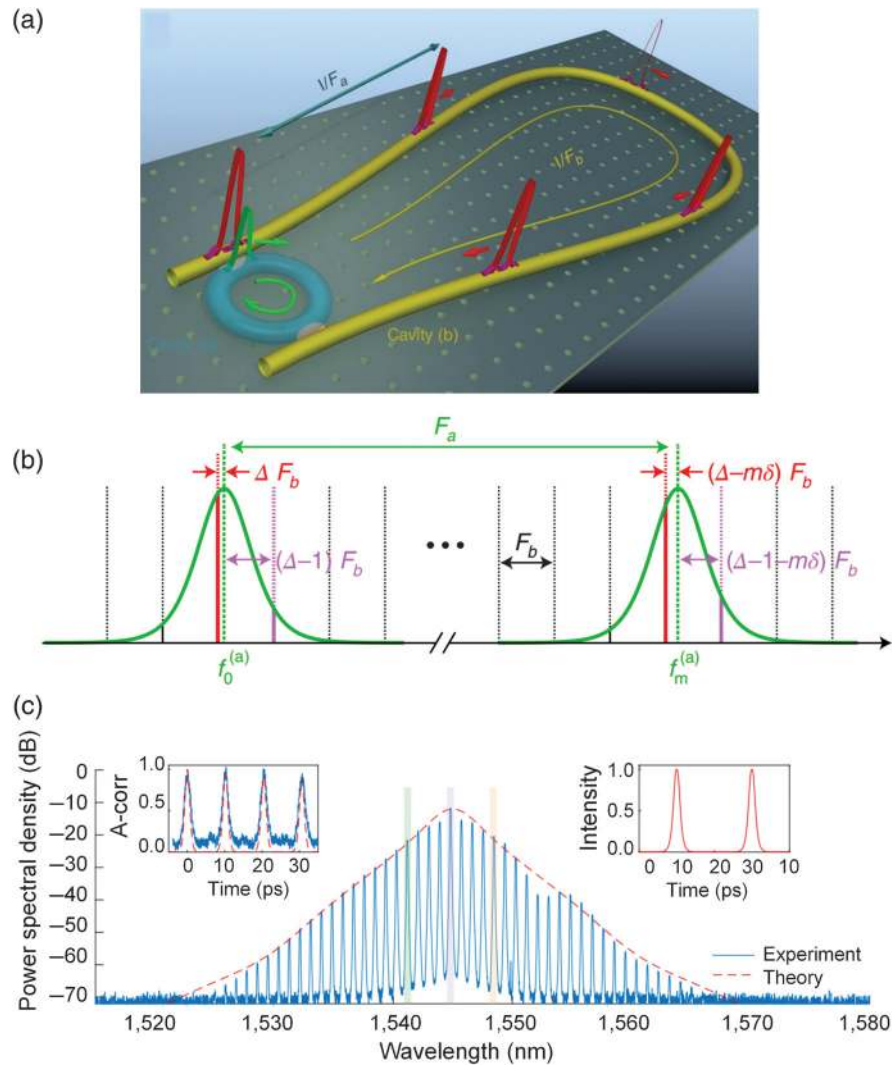 (a)
1/Fa
1/Fb
Cavity (b)
(b)
Fa
Δ Fb
(Δ–mδ) Fb
(Δ–1) Fb
Fb
(Δ–1–mδ) Fb
f0(a)
fm(a)
(c)
Power spectral density (dB)
0
–10
–20
–30
–40
–50
–60
–70
A-corr
1.0
0.5
0.0
0 10 20 30
Time (ps)
Intensity
1.0
0.5
0.0
0 10 20 30 10
Time (ps)
Experiment
Theory
1,520 1,530 1,540 1,550 1,560 1,570 1,580
Wavelength (nm)